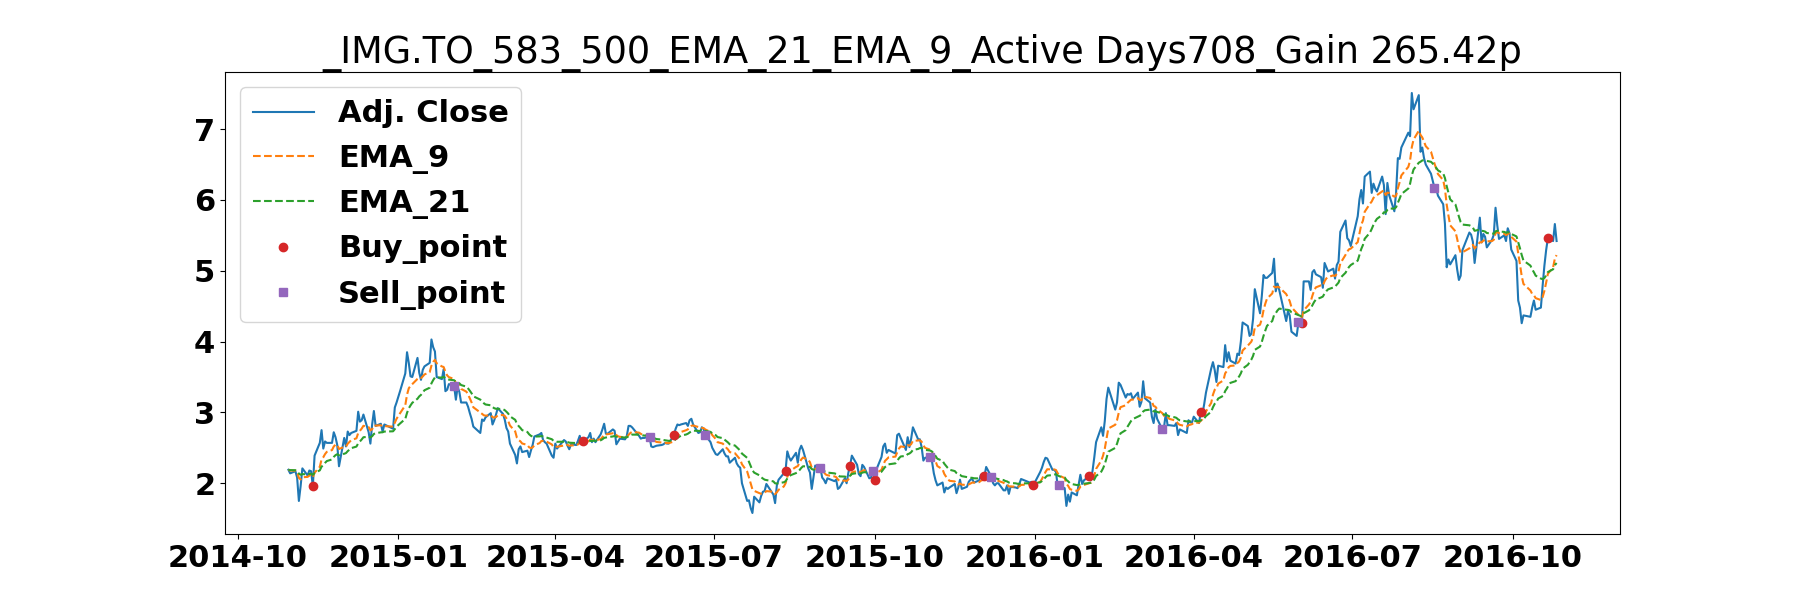 _IMG.TO_583_500_EMA_21_EMA_9_Active Days708_Gain 265.42p
Adj. Close
EMA_9
EMA_21
Buy_point
Sell_point
7
6
5
4
3
2
2014-10 2015-01 2015-04 2015-07 2015-10 2016-01 2016-04 2016-07 2016-10